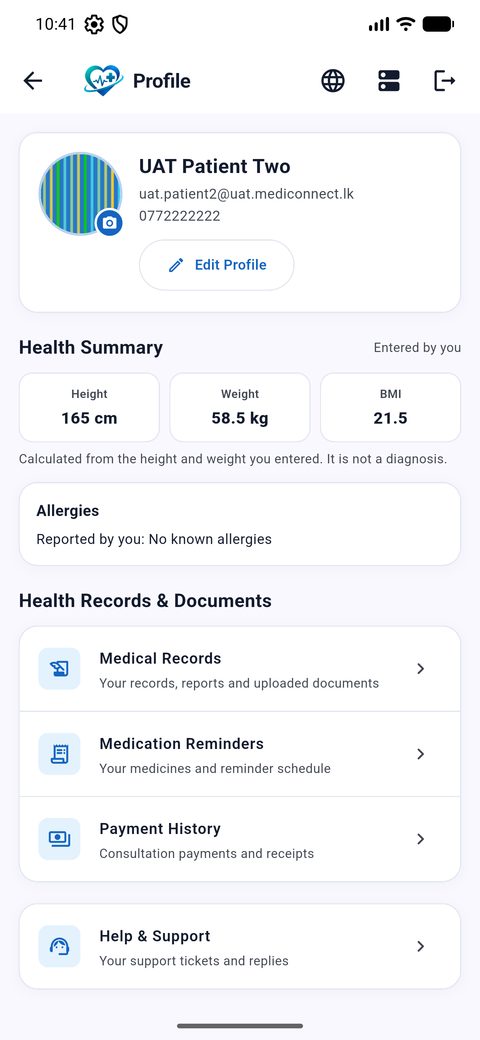 10:41
Profile
UAT Patient Two
uat.patient2@uat.mediconnect.lk
0772222222
Edit Profile
Health Summary
Entered by you
Height
165 cm
Weight
58.5 kg
BMI
21.5
Calculated from the height and weight you entered. It is not a diagnosis.
Allergies
Reported by you: No known allergies
Health Records & Documents
Medical Records
Your records, reports and uploaded documents
Medication Reminders
Your medicines and reminder schedule
Payment History
Consultation payments and receipts
Help & Support
Your support tickets and replies